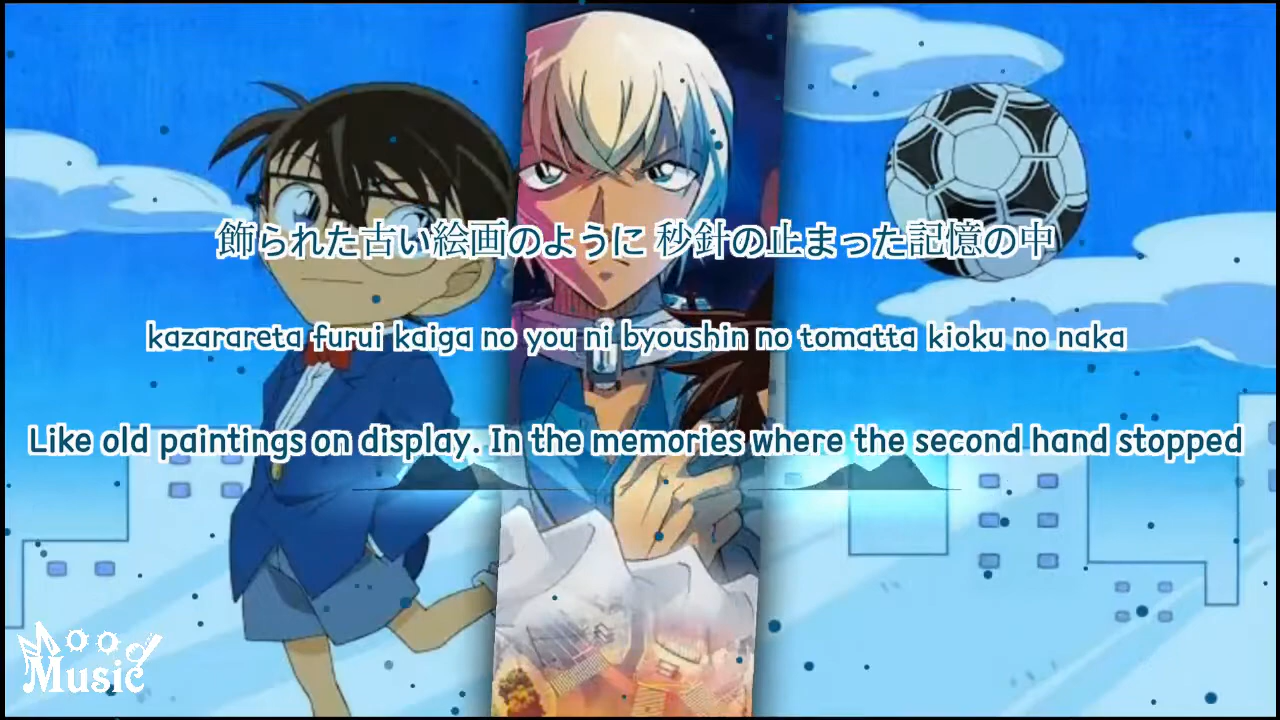 飾られた古い絵画のように 秒針の止まった記憶の中
kazarareta furui kaiga no you ni byoushin no tomatta kioku no naka
Like old paintings on display. In the memories where the second hand stopped
Mood
Music